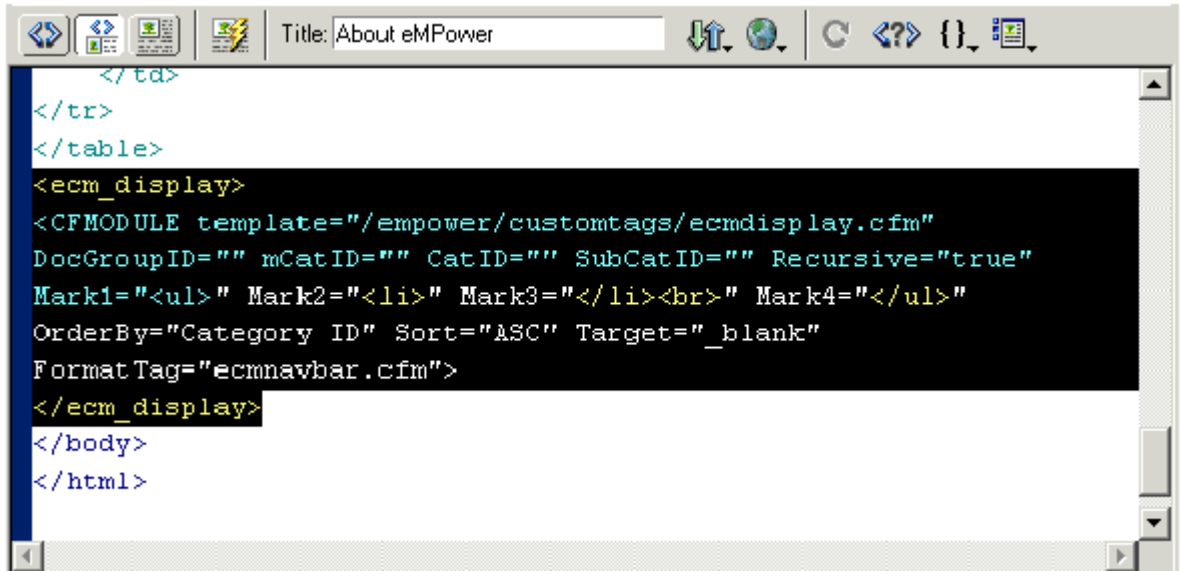 Title: About eMPower
</td>
</tr>
</table>
<ecm_display>
<CFMODULE template="/empower/customtags/ecmdisplay.cfm"
DocGroupID="" mCatID="" CatID="" SubCatID="" Recursive="true"
Mark1="<ul>" Mark2="<li>" Mark3="</li><br>" Mark4="</ul>"
OrderBy="Category ID" Sort="ASC" Target="_blank"
FormatTag="ecmnavbar.cfm">
</ecm_display>
</body>
</html>